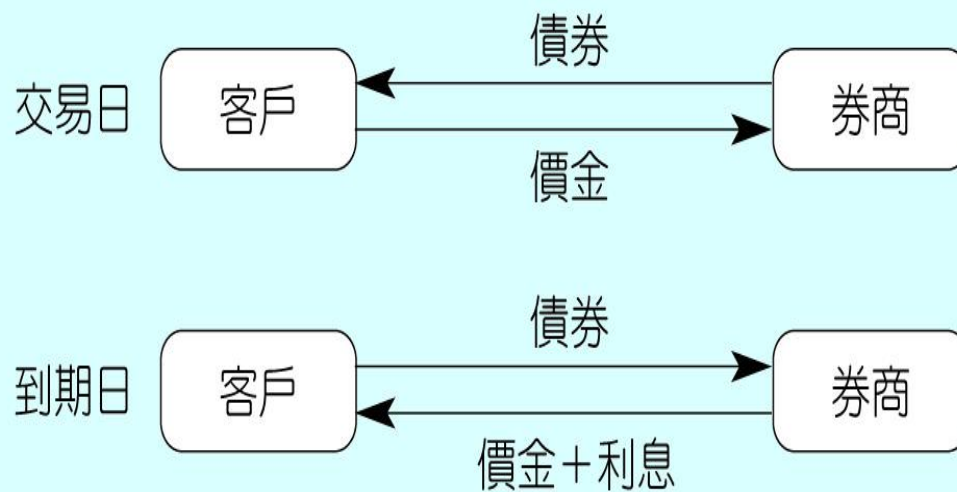 債券
交易日 客戶 券商
價金
債券
到期日 客戶 券商
價金＋利息